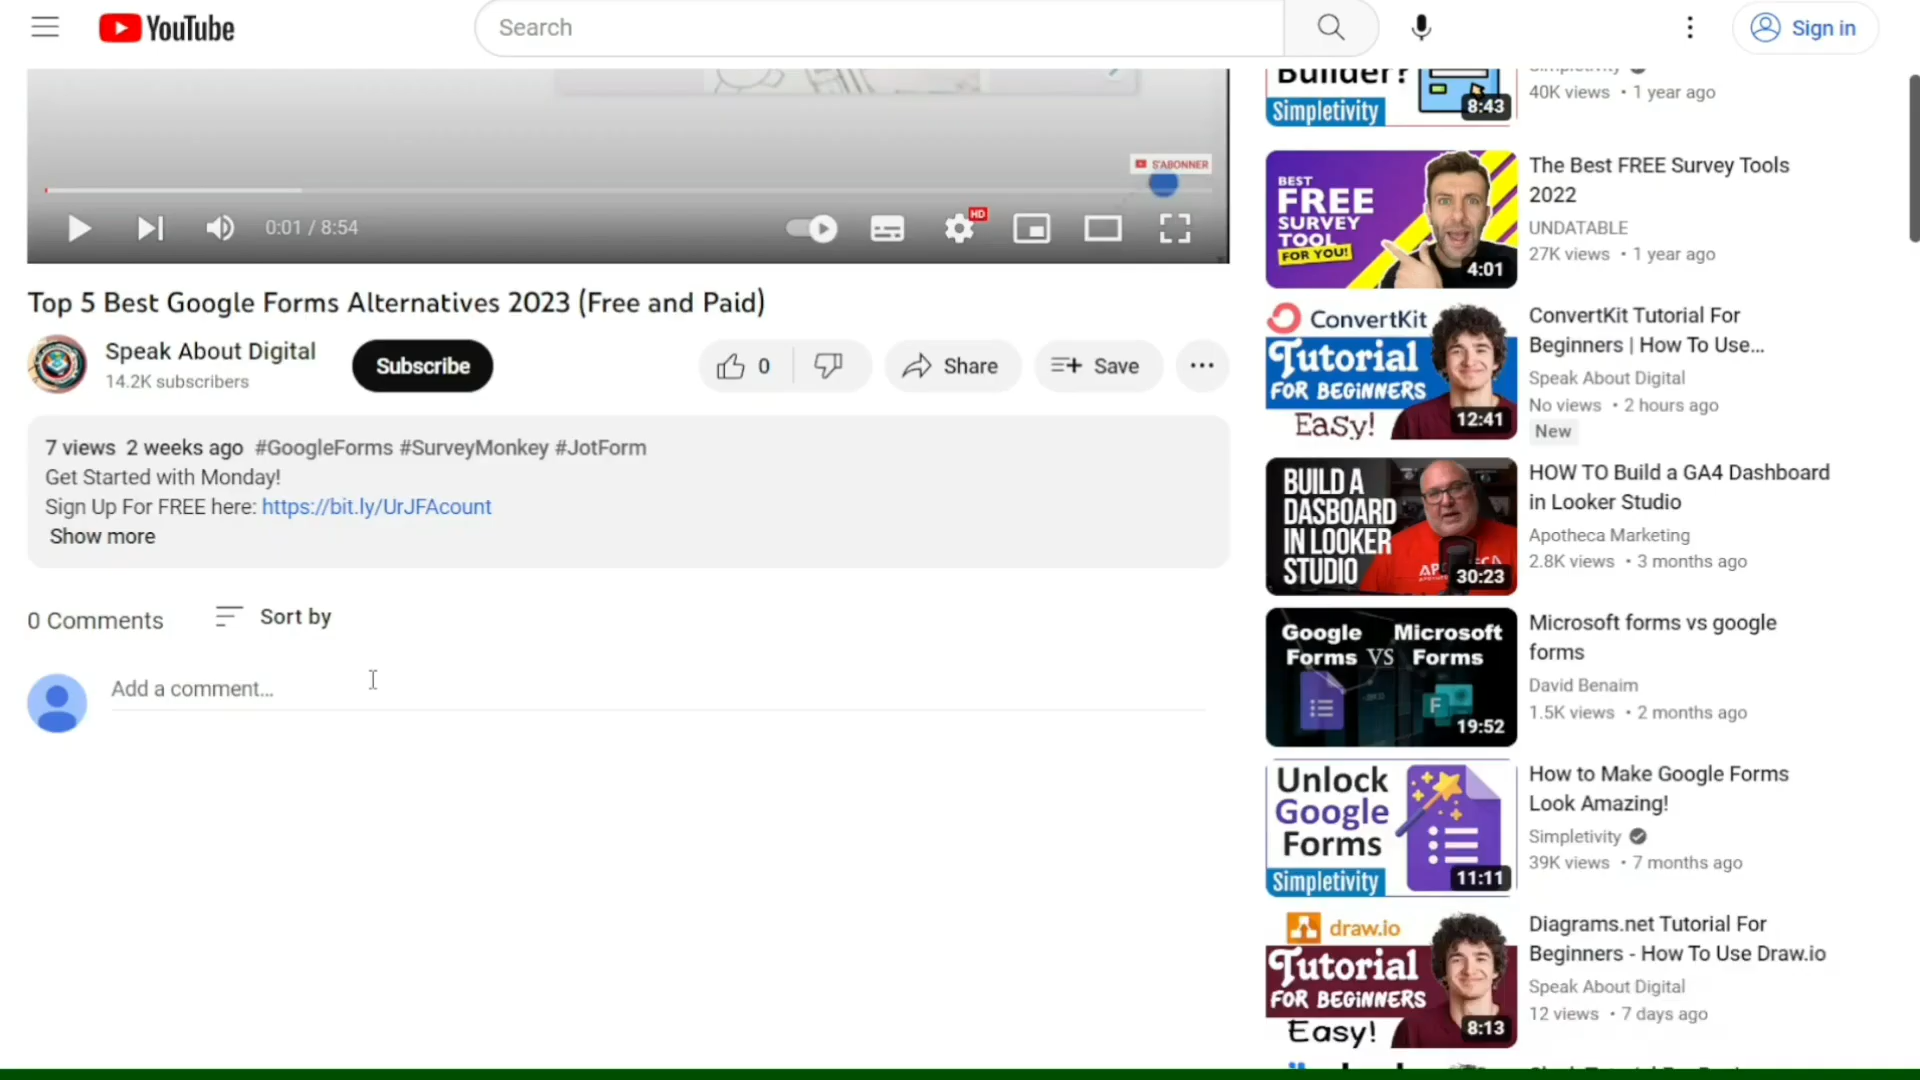 YouTube
Search
Sign in
S'ABONNER
0:01 / 8:54
HD
Top 5 Best Google Forms Alternatives 2023 (Free and Paid)
Speak About Digital
14.2K subscribers
Subscribe
0
Share
Save
7 views 2 weeks ago #GoogleForms #SurveyMonkey #JotForm
Get Started with Monday!
Sign Up For FREE here: https://bit.ly/UrJFAcount
Show more
0 Comments
Sort by
Add a comment...
Builder?
Simpletivity
8:43
Simpletivity
40K views • 1 year ago
BEST
FREE
SURVEY
TOOL
FOR YOU!
4:01
The Best FREE Survey Tools
2022
UNDATABLE
27K views • 1 year ago
ConvertKit
Tutorial
FOR BEGINNERS
Easy!
12:41
ConvertKit Tutorial For
Beginners | How To Use...
Speak About Digital
No views • 2 hours ago
New
BUILD A
DASBOARD
IN LOOKER
STUDIO
30:23
HOW TO Build a GA4 Dashboard
in Looker Studio
Apotheca Marketing
2.8K views • 3 months ago
Google Microsoft
Forms VS Forms
F
19:52
Microsoft forms vs google
forms
David Benaim
1.5K views • 2 months ago
Unlock
Google
Forms
Simpletivity
11:11
How to Make Google Forms
Look Amazing!
Simpletivity
39K views • 7 months ago
draw.io
Tutorial
FOR BEGINNERS
Easy!
8:13
Diagrams.net Tutorial For
Beginners - How To Use Draw.io
Speak About Digital
12 views • 7 days ago